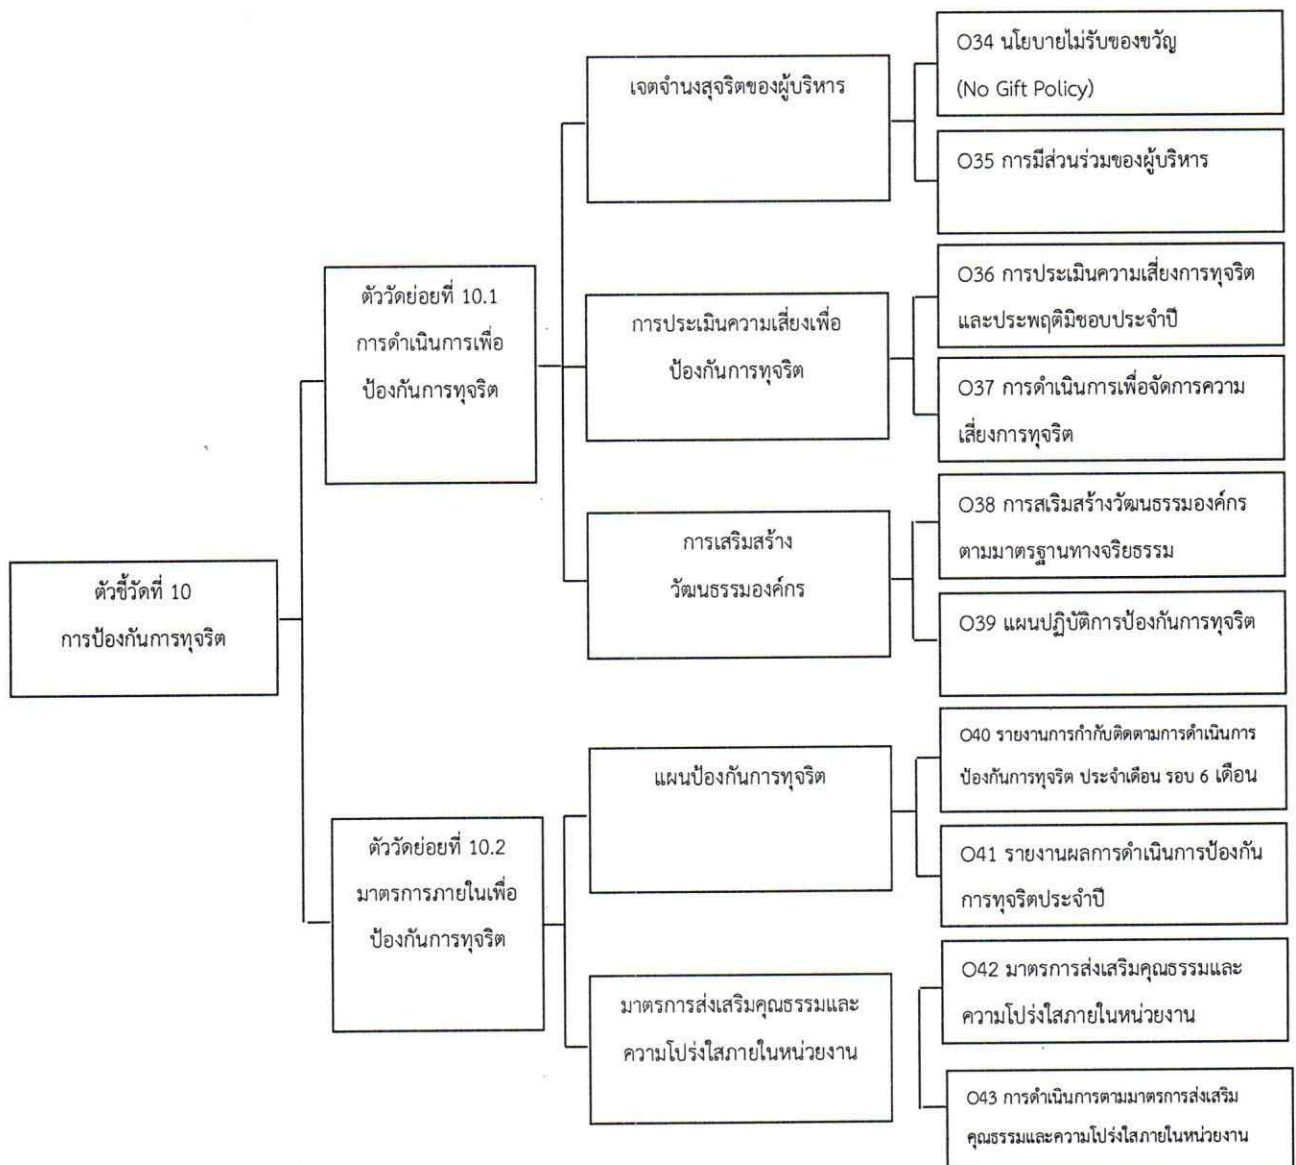 ตัวชี้วัดที่ 10
การป้องกันการทุจริต
ตัววัดย่อยที่ 10.1
การดำเนินการเพื่อ
ป้องกันการทุจริต
เจตจำนงสุจริตของผู้บริหาร
O34 นโยบายไม่รับของขวัญ
(No Gift Policy)
O35 การมีส่วนร่วมของผู้บริหาร
การประเมินความเสี่ยงเพื่อ
ป้องกันการทุจริต
O36 การประเมินความเสี่ยงการทุจริต
และประพฤติมิชอบประจำปี
O37 การดำเนินการเพื่อจัดการความ
เสี่ยงการทุจริต
การเสริมสร้าง
วัฒนธรรมองค์กร
O38 การสเริมสร้างวัฒนธรรมองค์กร
ตามมาตรฐานทางจริยธรรม
O39 แผนปฏิบัติการป้องกันการทุจริต
ตัววัดย่อยที่ 10.2
มาตรการภายในเพื่อ
ป้องกันการทุจริต
แผนป้องกันการทุจริต
O40 รายงานการกำกับติดตามการดำเนินการ
ป้องกันการทุจริต ประจำเดือน รอบ 6 เดือน
O41 รายงานผลการดำเนินการป้องกัน
การทุจริตประจำปี
มาตรการส่งเสริมคุณธรรมและ
ความโปร่งใสภายในหน่วยงาน
O42 มาตรการส่งเสริมคุณธรรมและ
ความโปร่งใสภายในหน่วยงาน
O43 การดำเนินการตามมาตรการส่งเสริม
คุณธรรมและความโปร่งใสภายในหน่วยงาน